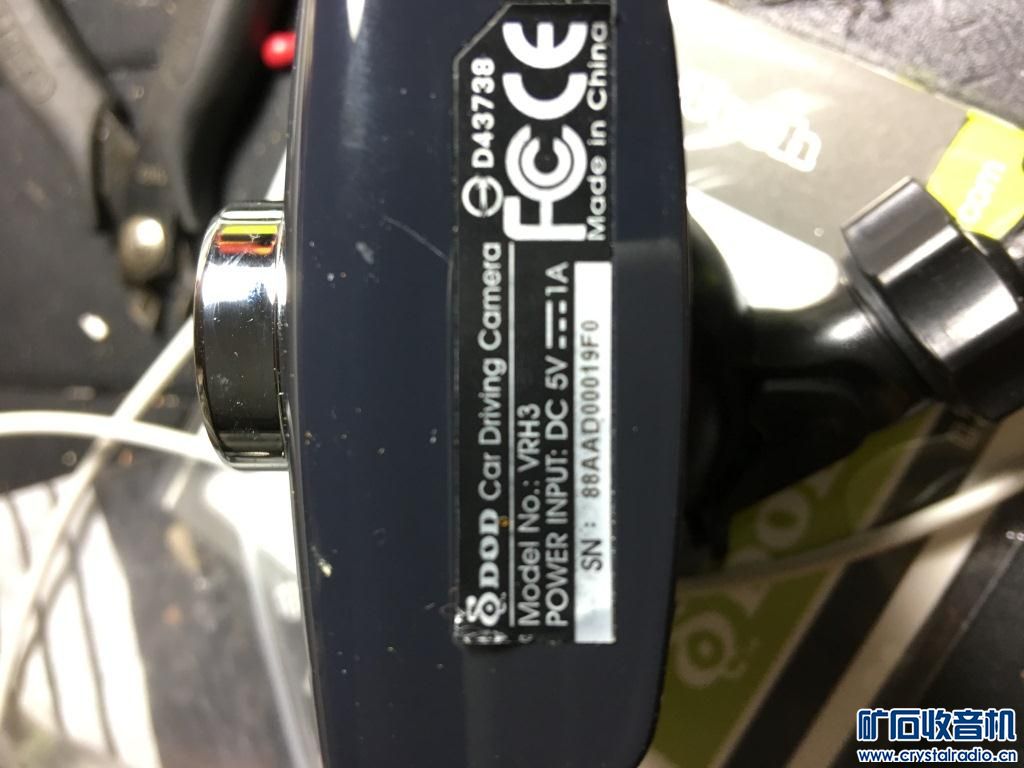 DOD Car Driving Camera D43738
Model No.: VRH3
POWER INPUT: DC 5V 1A
FC CE
Made in China
SN : 88AAD00019F0
com
矿石收音机
www.crystalradio.cn